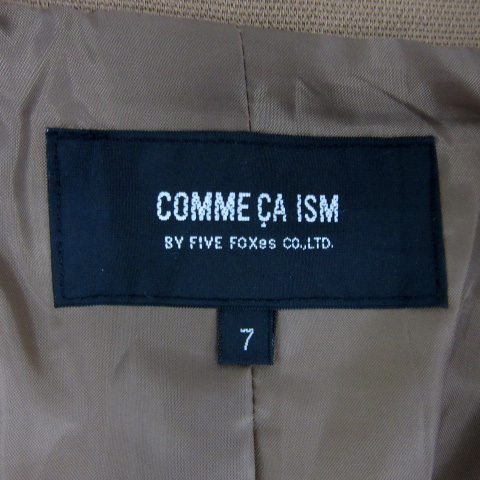 COMME ÇA ISM
BY FIVE FOXes CO.,LTD.
7